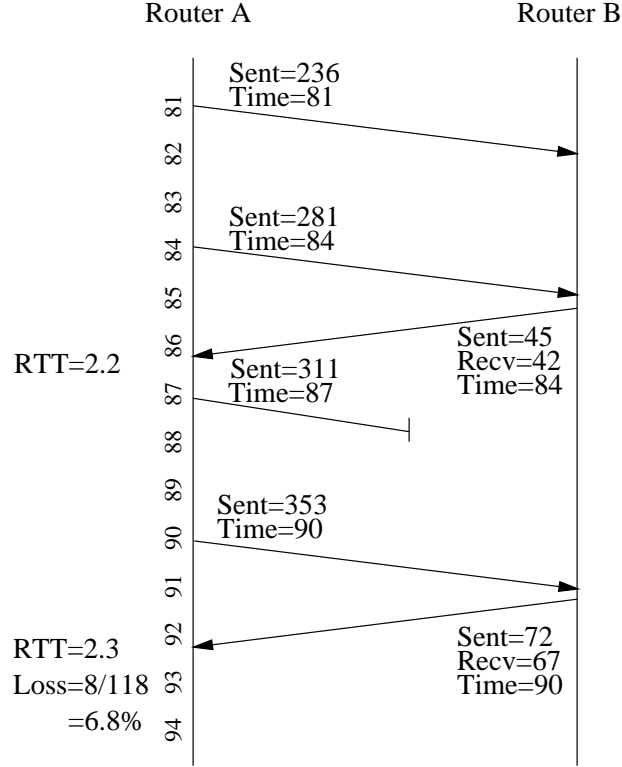 Router A
Router B
Sent=236
Time=81
81
82
83
Sent=281
Time=84
84
85
Sent=45
Recv=42
Time=84
86
RTT=2.2
Sent=311
Time=87
87
88
89
Sent=353
Time=90
90
91
92
Sent=72
Recv=67
Time=90
RTT=2.3
Loss=8/118
=6.8%
93
94